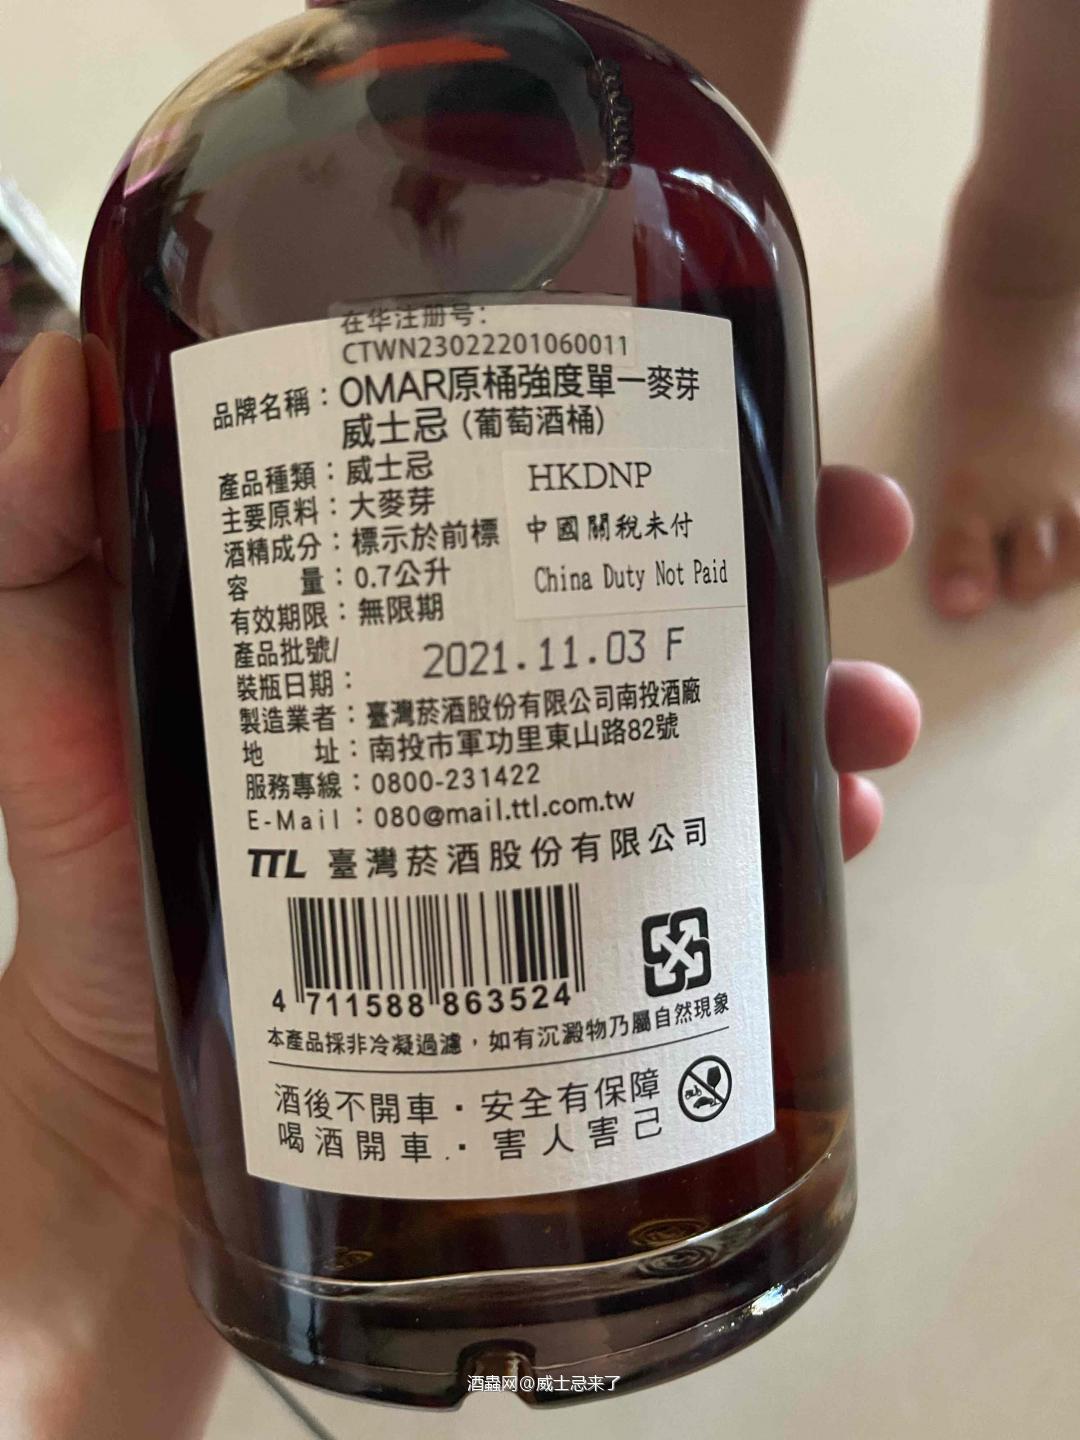 在华注册号：
CTWN23022201060011
品牌名稱：OMAR原桶強度單一麥芽
威士忌 (葡萄酒桶)
產品種類：威士忌
主要原料：大麥芽
酒精成分：標示於前標
容　　量：0.7公升
有效期限：無限期
HKDNP
中國關稅未付
China Duty Not Paid
產品批號/
裝瓶日期：
2021.11.03 F
製造業者：臺灣菸酒股份有限公司南投酒廠
地　　址：南投市軍功里東山路82號
服務專線：0800-231422
E-Mail：080@mail.ttl.com.tw
TTL 臺灣菸酒股份有限公司
4 711588 863524
本產品採非冷凝過濾，如有沉澱物乃屬自然現象
酒後不開車．安全有保障
喝酒開車．害人害己
酒蟲网@威士忌来了